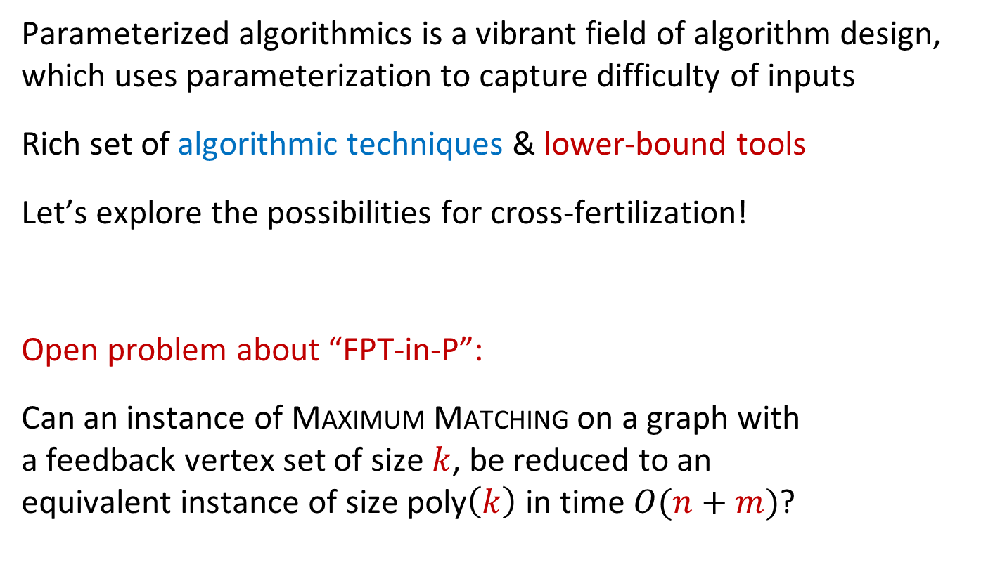 Parameterized algorithmics is a vibrant field of algorithm design,
which uses parameterization to capture difficulty of inputs
Rich set of algorithmic techniques & lower-bound tools
Let’s explore the possibilities for cross-fertilization!
Open problem about “FPT-in-P”:
Can an instance of MAXIMUM MATCHING on a graph with
a feedback vertex set of size k, be reduced to an
equivalent instance of size poly(k) in time O(n + m)?